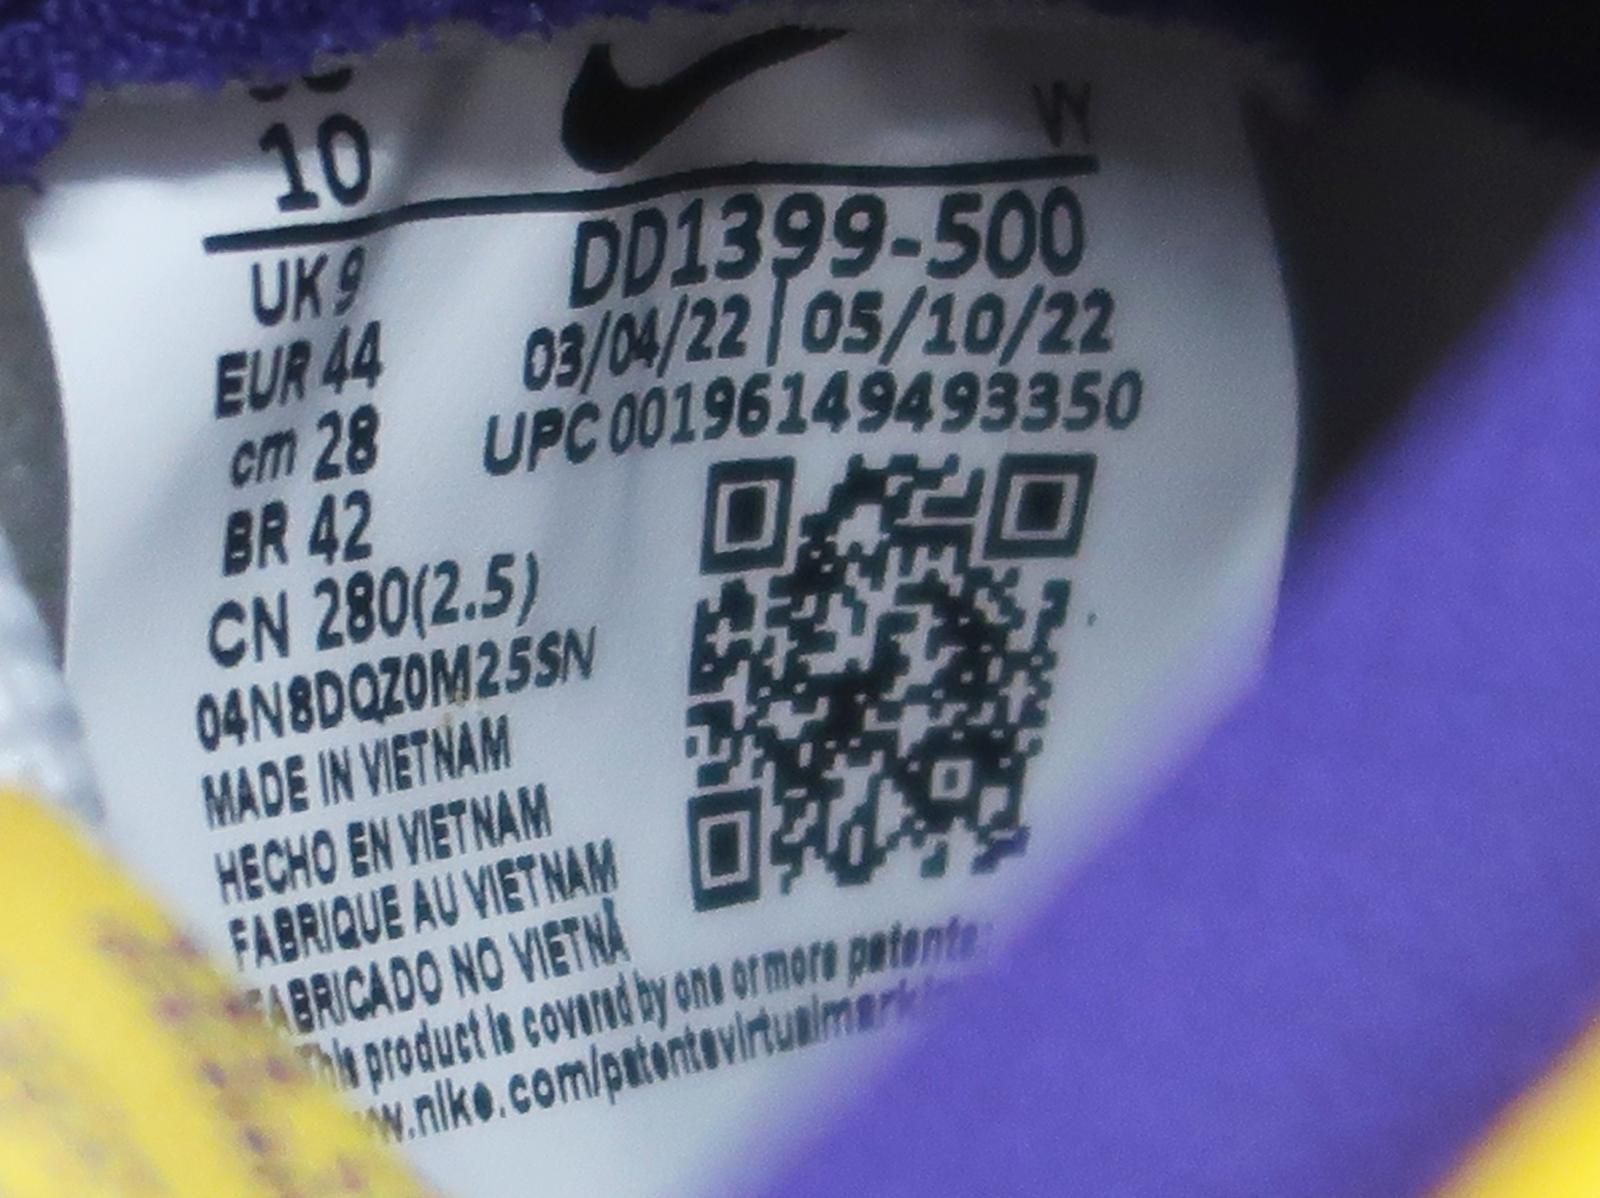 10
W
UK 9
DD1399-500
EUR 44
03/04/22 | 05/10/22
cm 28
UPC 00196149493350
BR 42
CN 280(2.5)
04N8DQZ0M25SN
MADE IN VIETNAM
HECHO EN VIETNAM
FABRIQUE AU VIETNAM
FABRICADO NO VIETNÃ
This product is covered by one or more patents.
www.nike.com/patentsvirtualmark